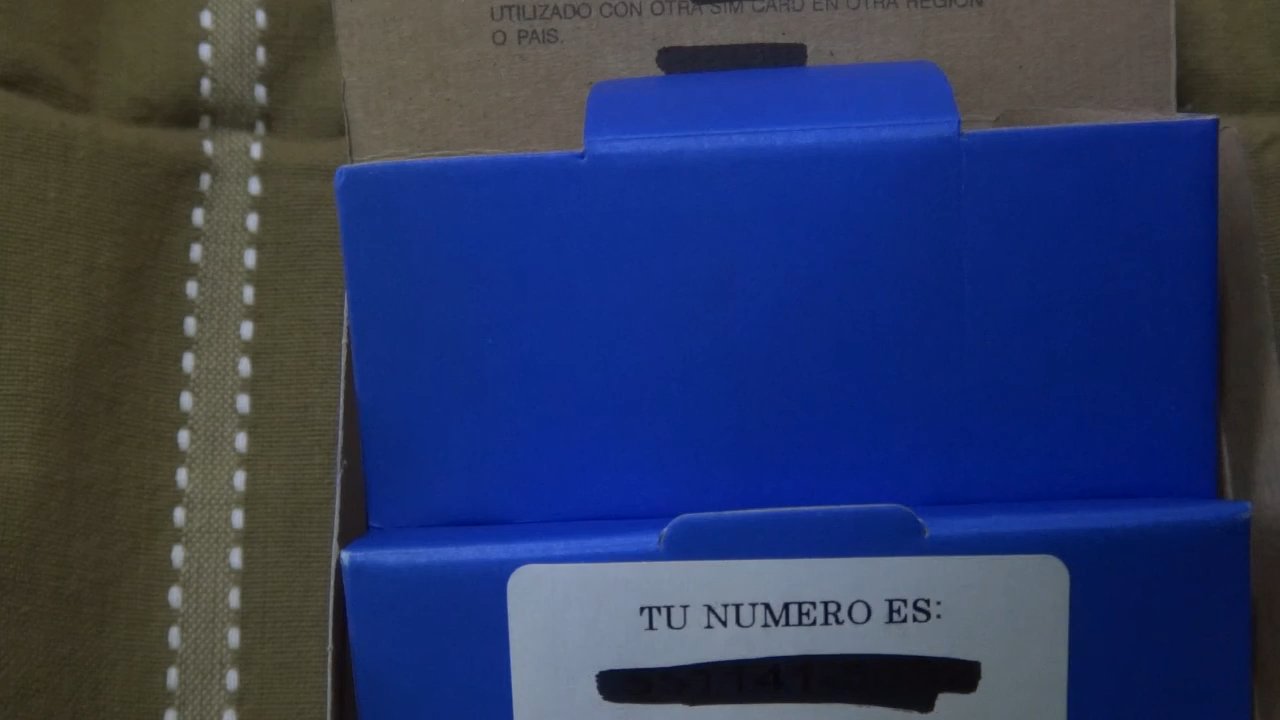 UTILIZADO CON OTRA SIM CARD EN OTRA REGION
O PAIS.
TU NUMERO ES: